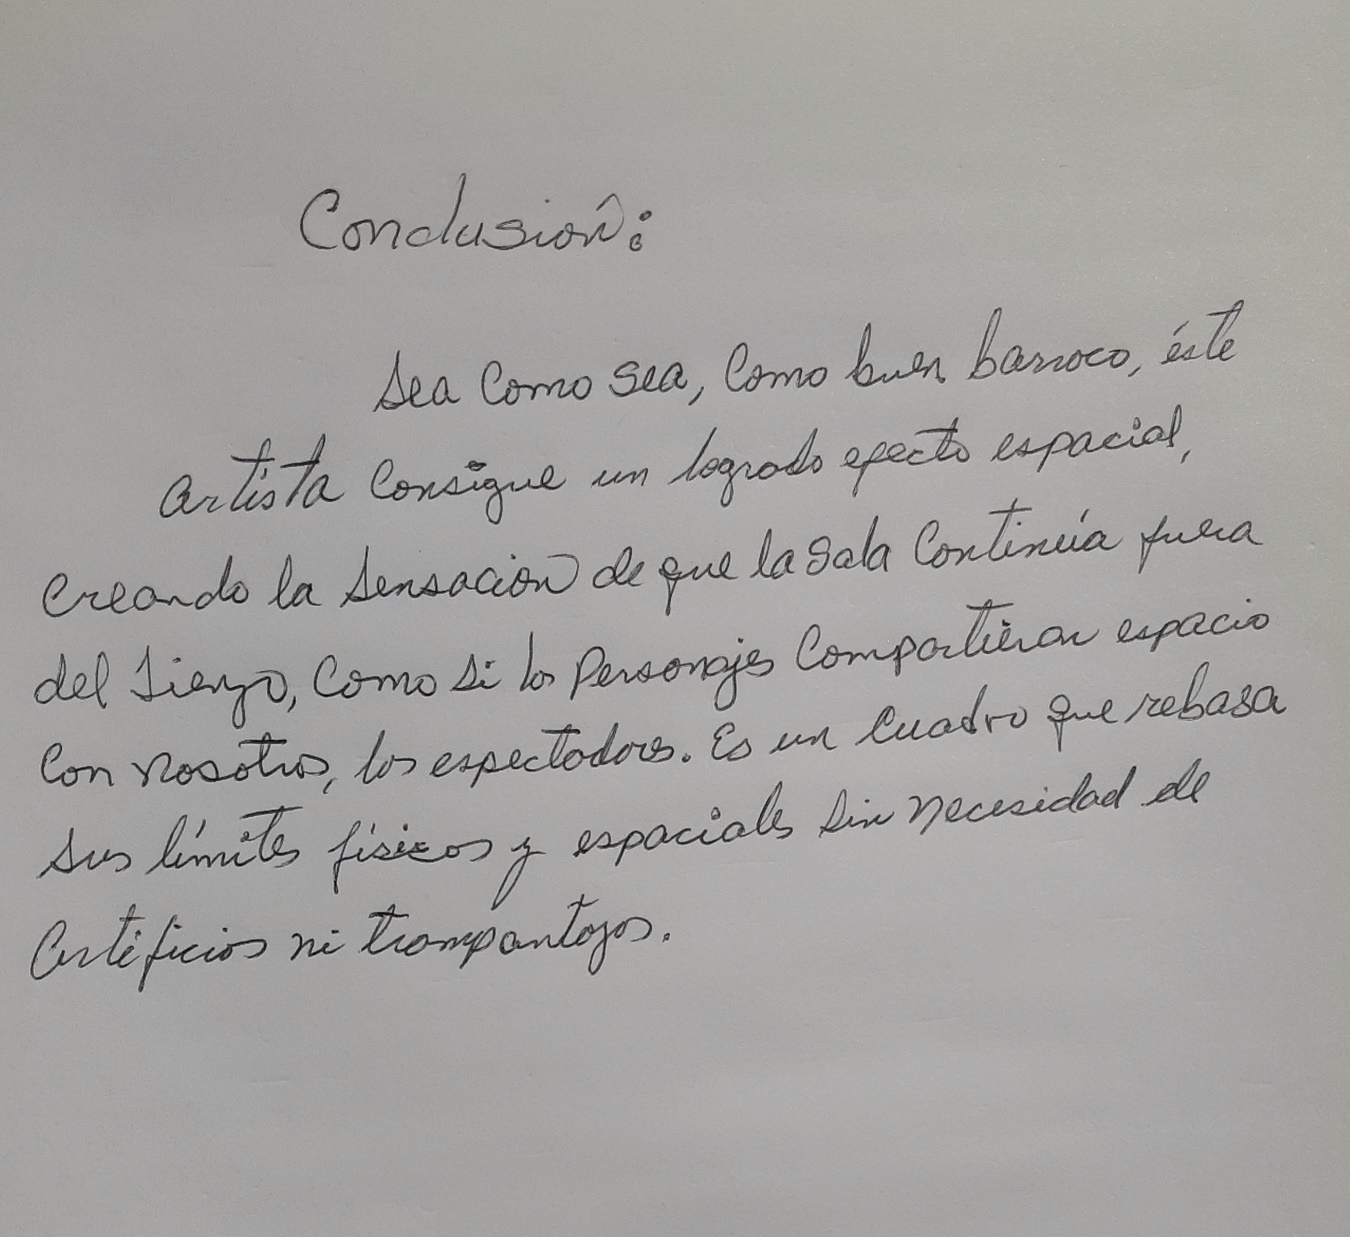 Conclusión:
Sea como sea, como buen barroco, éste
artista consigue un logrado efecto espacial,
creando la sensación de que la sala continúa fuera
del lienzo, como si los personajes compartieran espacio
con nosotros, los espectadores. Es un cuadro que rebasa
sus límites físicos y espaciales sin necesidad de
artificios ni trompantojos.